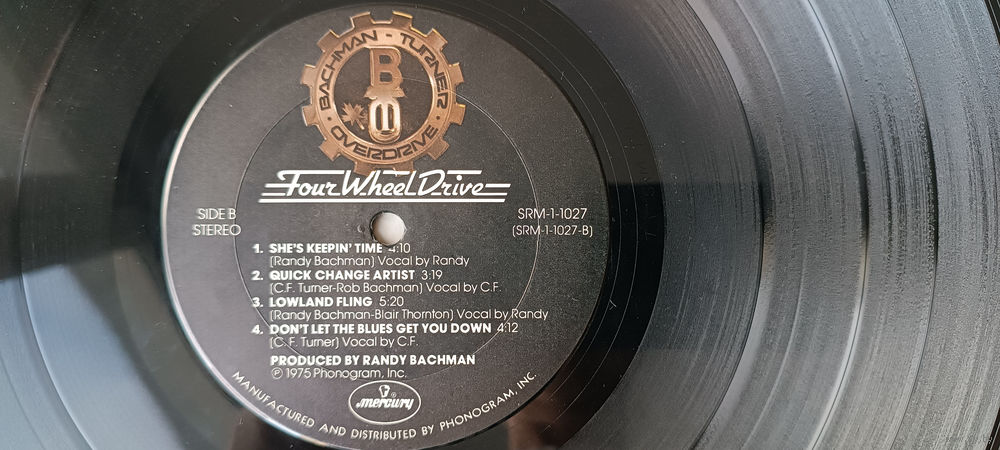 BACHMAN - TURNER
OVERDRIVE
B
Four Wheel Drive
SIDE B
STEREO
SRM-1-1027
(SRM-1-1027-B)
1. SHE'S KEEPIN' TIME 4:10
(Randy Bachman) Vocal by Randy
2. QUICK CHANGE ARTIST 3:19
(C.F. Turner-Rob Bachman) Vocal by C.F.
3. LOWLAND FLING 5:20
(Randy Bachman-Blair Thornton) Vocal by Randy
4. DON'T LET THE BLUES GET YOU DOWN 4:12
(C. F. Turner) Vocal by C.F.
PRODUCED BY RANDY BACHMAN
℗ 1975 Phonogram, Inc.
mercury
MANUFACTURED AND DISTRIBUTED BY PHONOGRAM, INC.